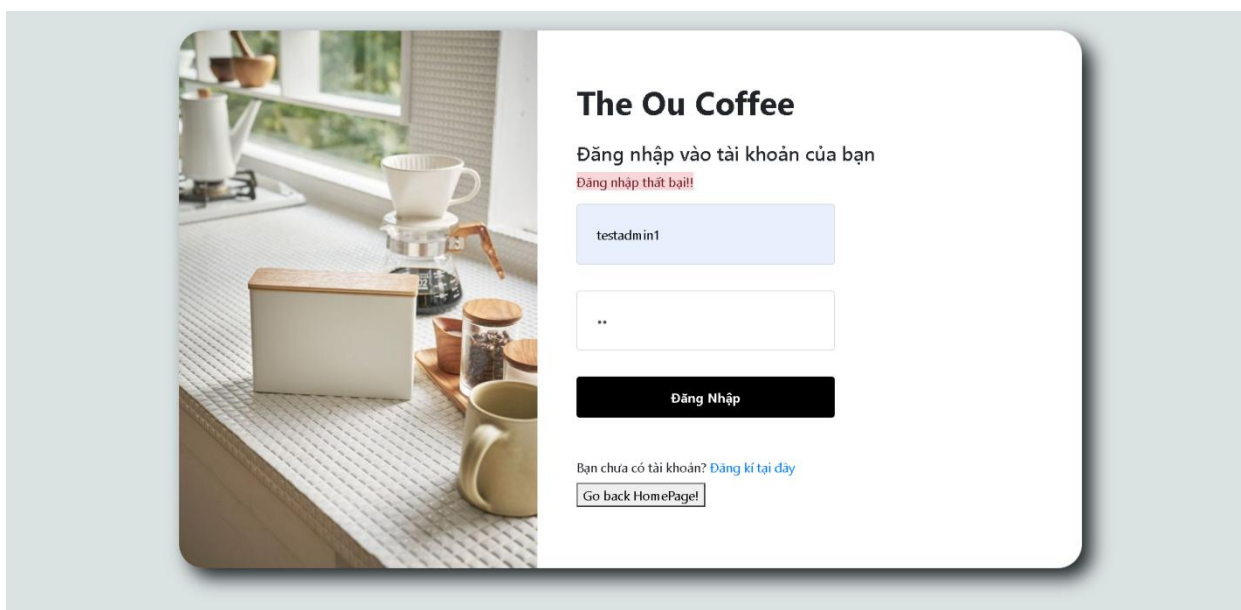 The Ou Coffee
Đăng nhập vào tài khoản của bạn
Đăng nhập thất bại!!
testadmin1
••
Đăng Nhập
Bạn chưa có tài khoản? Đăng kí tại đây
Go back HomePage!